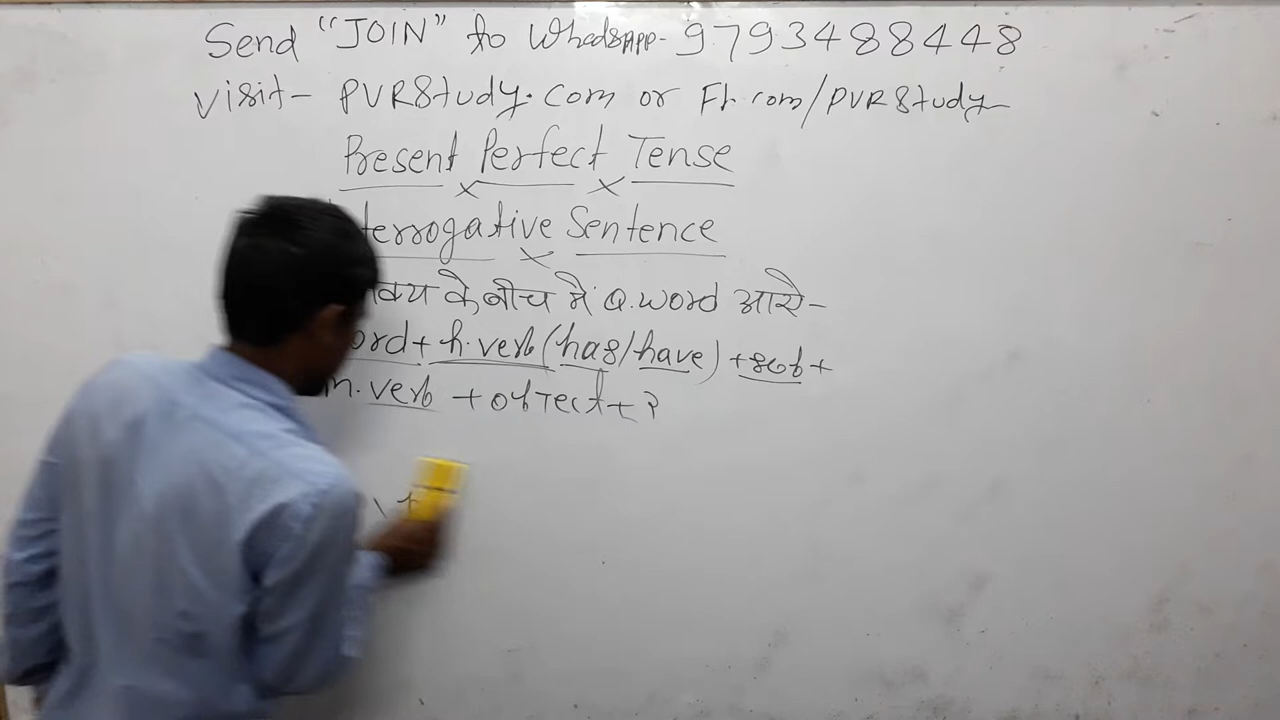 Send "JOIN" to WhatsApp- 9793488448
Visit- PVRStudy.com or Fb.com/PVRStudy
Present Perfect Tense
terrogative Sentence
क्य के बीच में Q.word आये-
ord+ h.verb(has/have) +sub+
m.verb + object+?